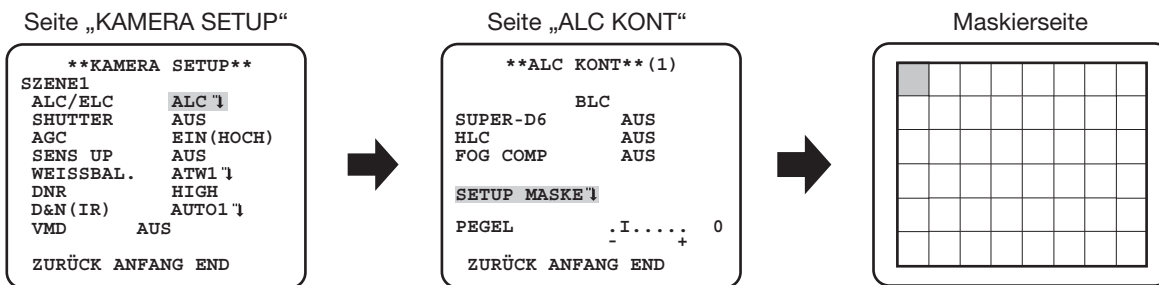 Seite „KAMERA SETUP“
**KAMERA SETUP**
SZENE1
ALC/ELC ALC
SHUTTER AUS
AGC EIN(HOCH)
SENS UP AUS
WEISSBAL. ATW1
DNR HIGH
D&N(IR) AUTO1
VMD AUS
ZURÜCK ANFANG END
Seite „ALC KONT“
**ALC KONT**(1)
BLC
SUPER-D6 AUS
HLC AUS
FOG COMP AUS
SETUP MASKE
PEGEL .I..... 0
- +
ZURÜCK ANFANG END
Maskierseite